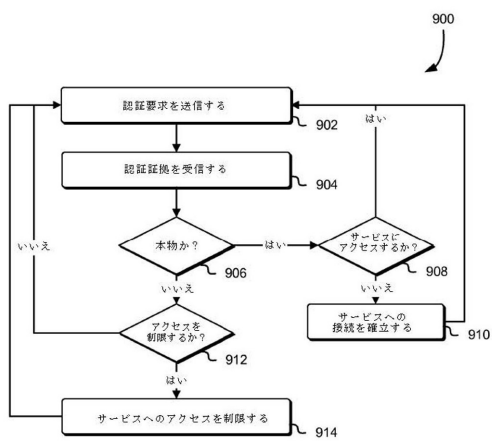 900
認証要求を送信する
902
はい
認証証拠を受信する
904
いいえ
本物か?
906
はい
サービスに
アクセスするか?
908
いいえ
いいえ
サービスへの
接続を確立する
910
アクセスを
制限するか?
912
はい
サービスへのアクセスを制限する
914